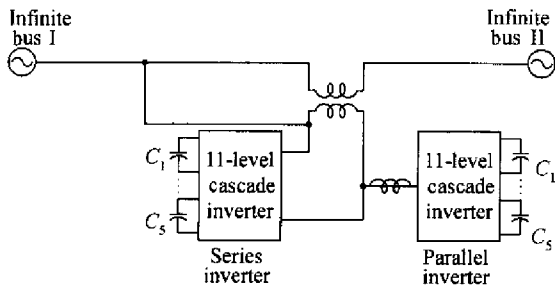 Infinite
bus I
Infinite
bus II
C1
C5
11-level
cascade
inverter
Series
inverter
11-level
cascade
inverter
Parallel
inverter
C1
C5